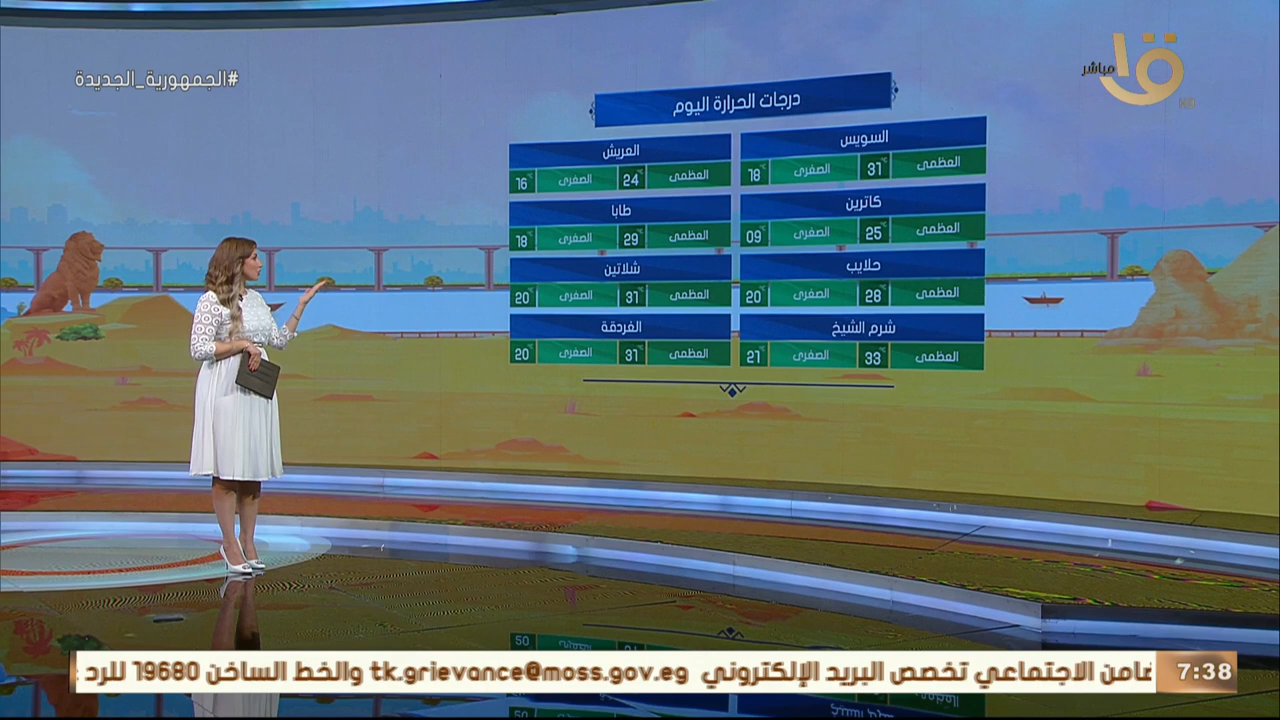 #الجمهورية_الجديدة
مباشر
HD
درجات الحرارة اليوم
السويس
العظمى 31 الصغرى 18
العريش
العظمى 24 الصغرى 16
كاترين
العظمى 25 الصغرى 09
طابا
العظمى 29 الصغرى 18
حلايب
العظمى 28 الصغرى 20
شلاتين
العظمى 31 الصغرى 20
شرم الشيخ
العظمى 33 الصغرى 21
الغردقة
العظمى 31 الصغرى 20
7:38
ضامن الاجتماعي تخصص البريد الإلكتروني tk.grievance@moss.gov.eg والخط الساخن 19680 للرد